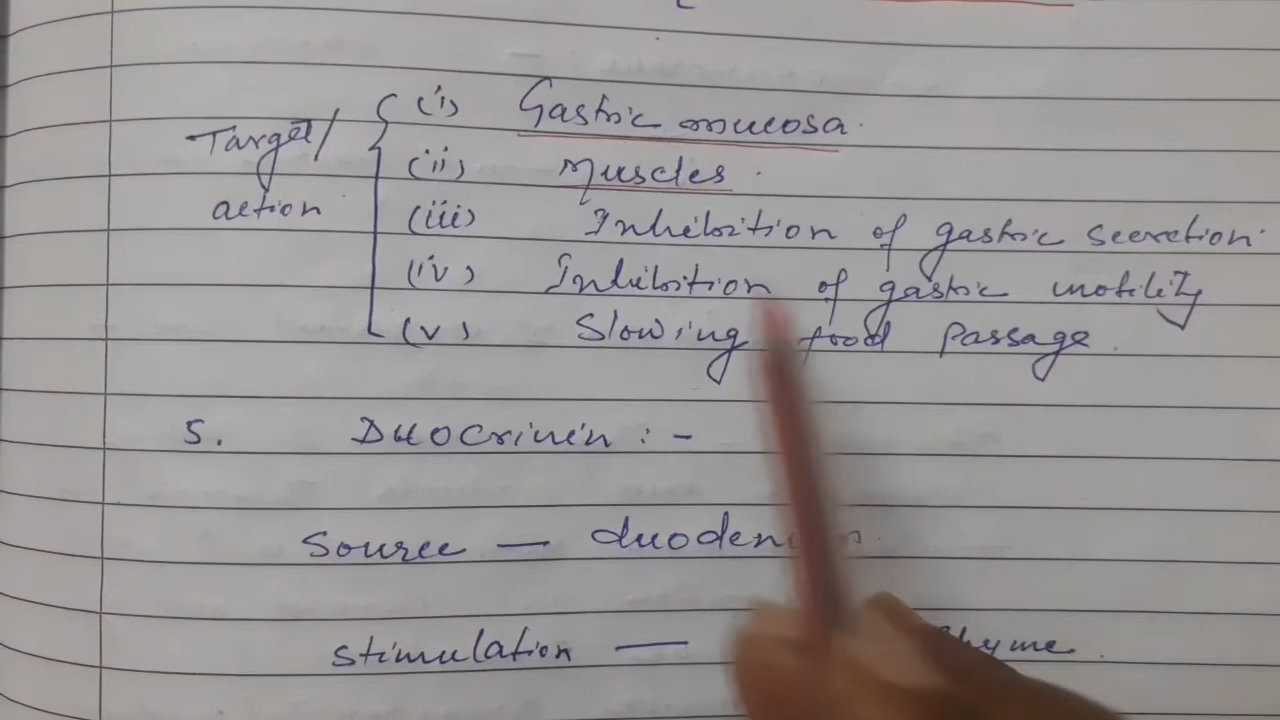 (i) Gastric mucosa.
Target/ (ii) Muscles.
action (iii) Inhibition of gastric secretion.
(iv) Inhibition of gastric motility
(v) Slowing food passage.
5. Duocrinin :-
Source —
stimulation —